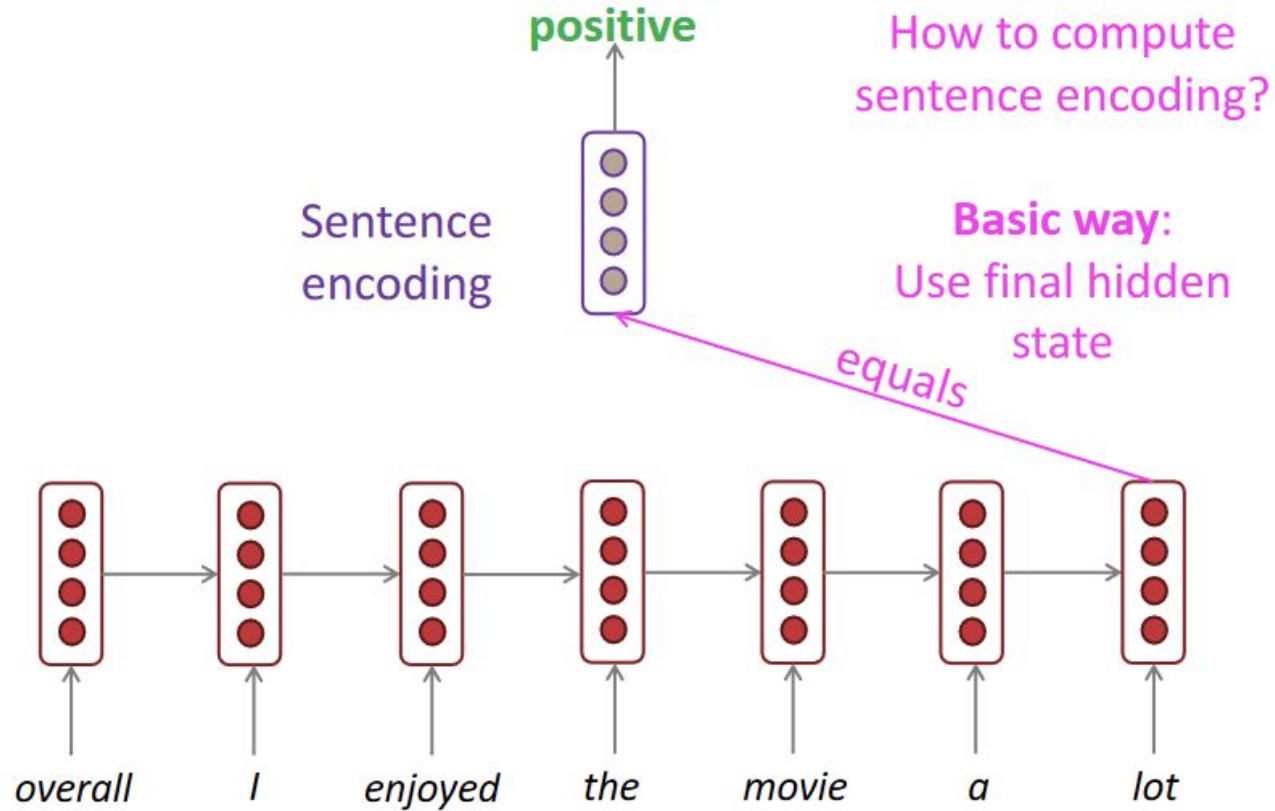 positive
How to compute
sentence encoding?
Sentence
encoding
Basic way:
Use final hidden
state
equals
overall I enjoyed the movie a lot